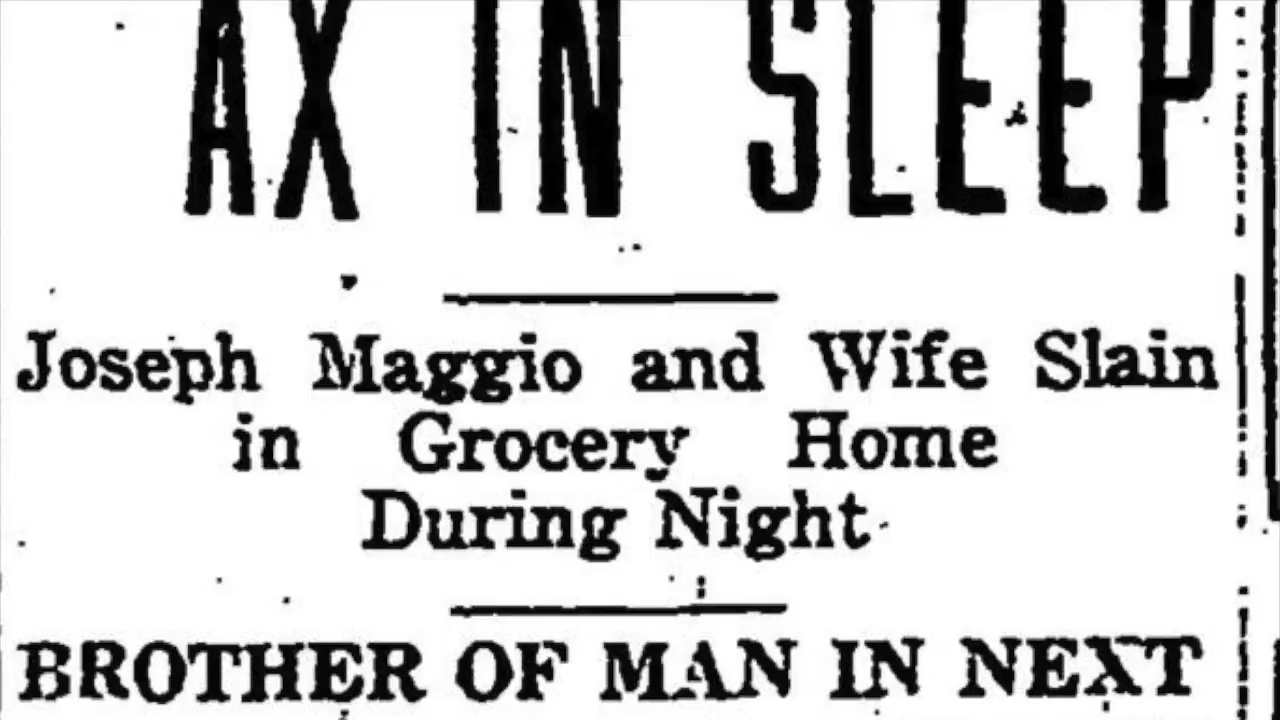 AX IN SLEEP
Joseph Maggio and Wife Slain
in Grocery Home
During Night
BROTHER OF MAN IN NEXT